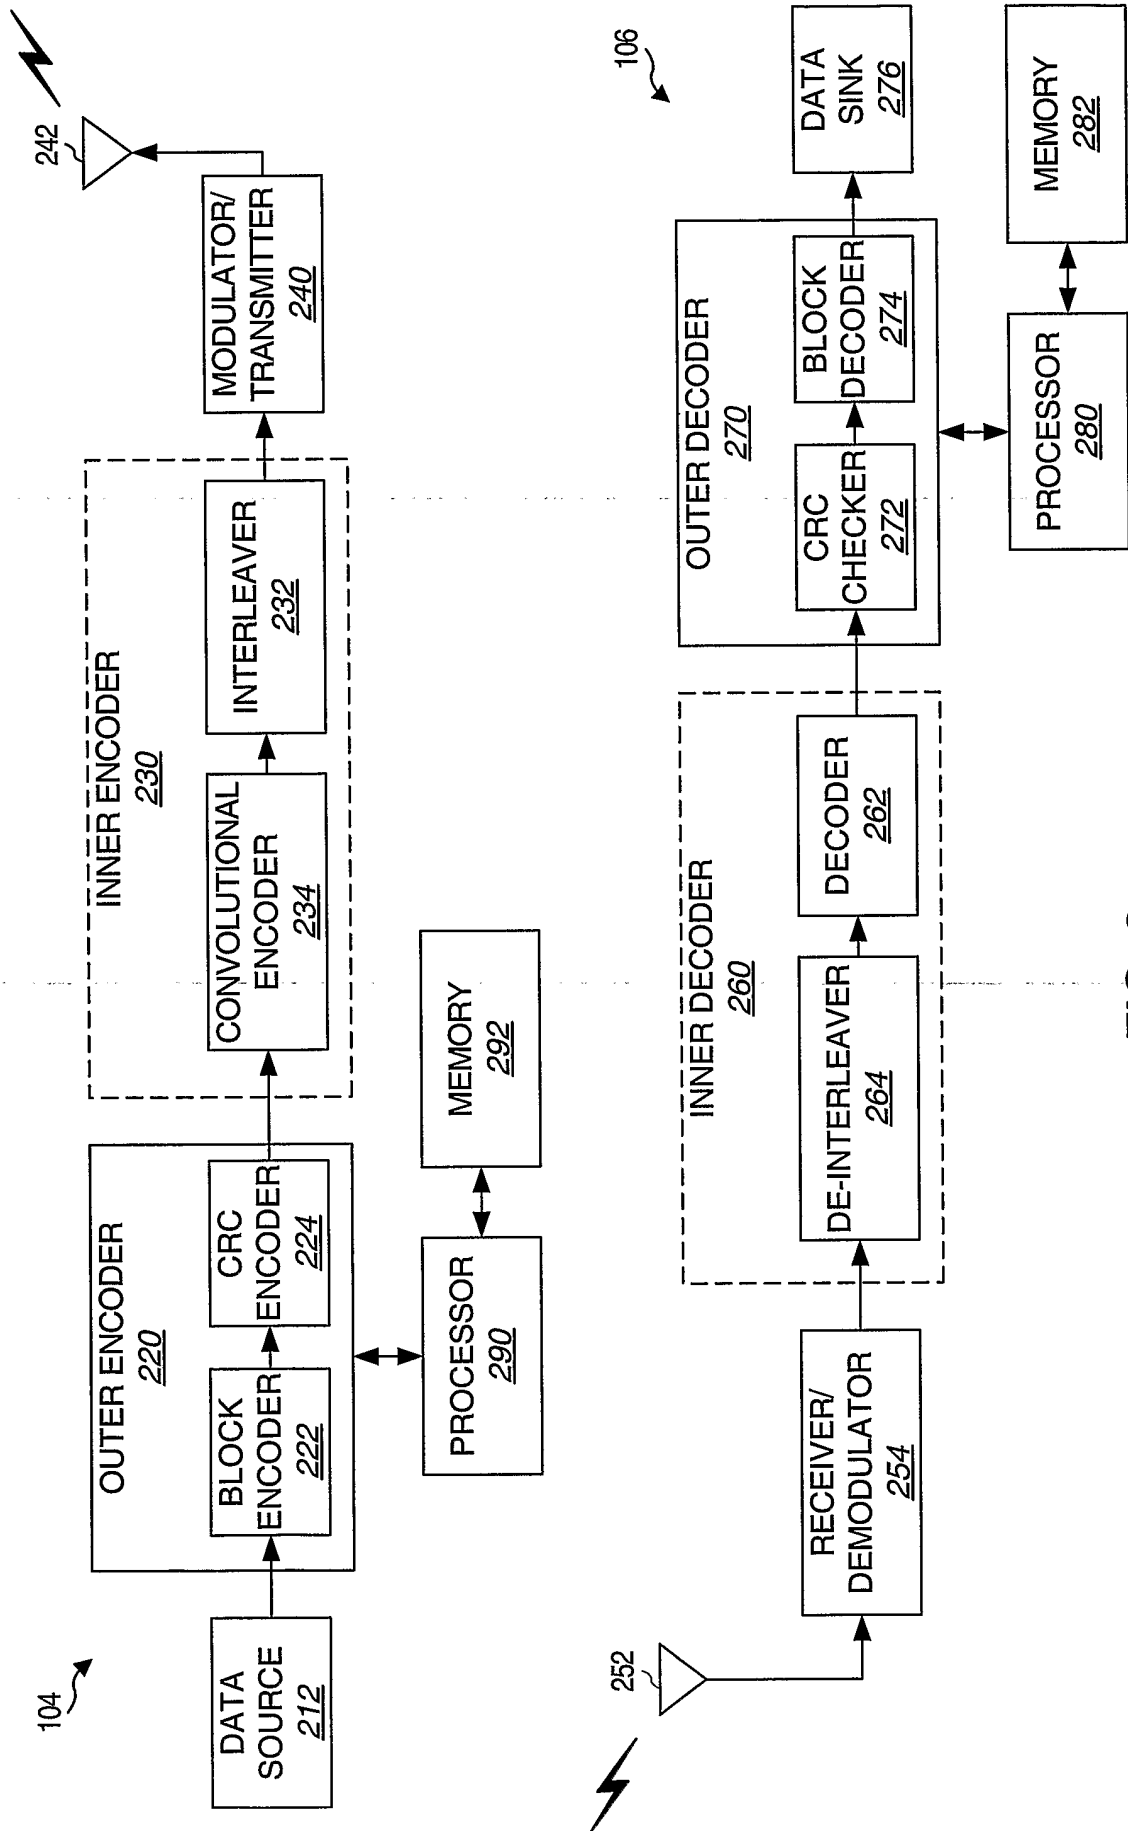 104
DATA
SOURCE
212
OUTER ENCODER
220
BLOCK
ENCODER
222
CRC
ENCODER
224
PROCESSOR
290
MEMORY
292
INNER ENCODER
230
CONVOLUTIONAL
ENCODER
234
INTERLEAVER
232
MODULATOR/
TRANSMITTER
240
242
252
RECEIVER/
DEMODULATOR
254
INNER DECODER
260
DE-INTERLEAVER
264
DECODER
262
OUTER DECODER
270
CRC
CHECKER
272
BLOCK
DECODER
274
DATA
SINK
276
106
PROCESSOR
280
MEMORY
282